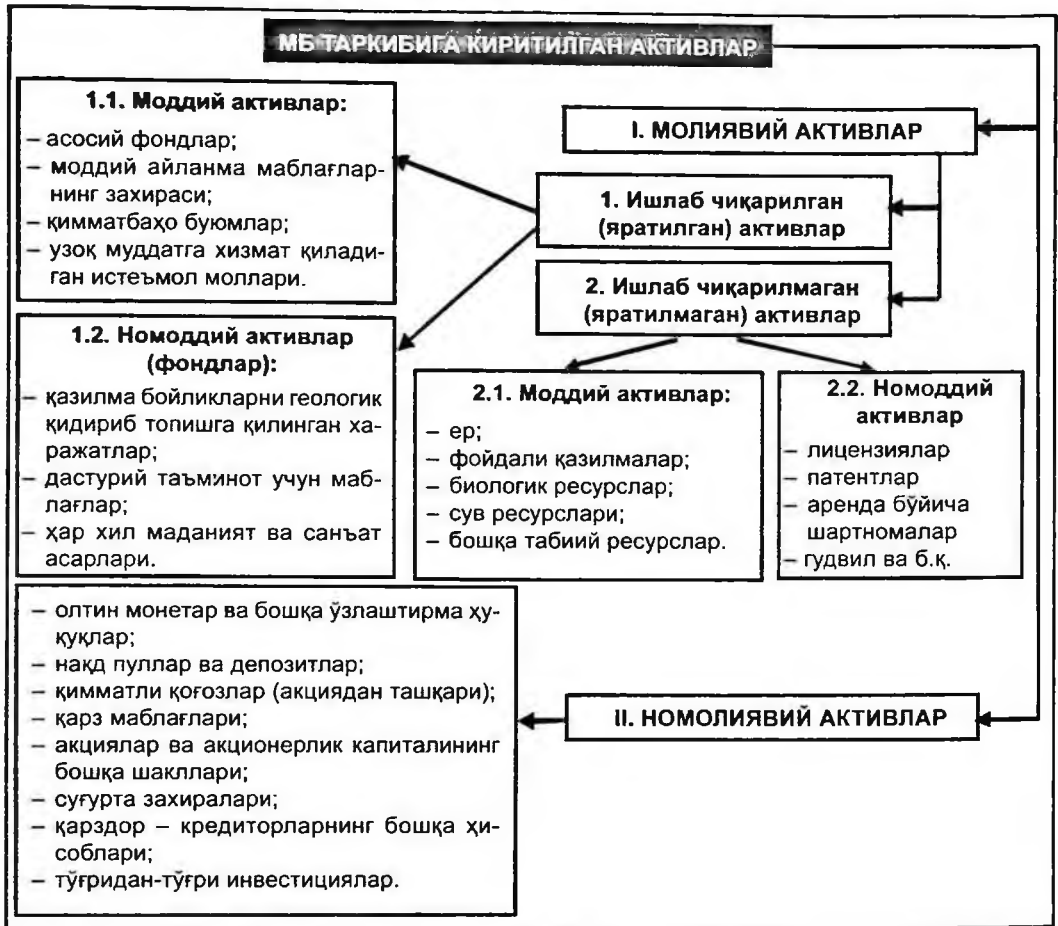 МБ ТАРКИБИГА КИРИТИЛГАН АКТИВЛАР
1.1. Моддий активлар:
– асосий фондлар;
– моддий айланма маблағлар-
нинг захираси;
– қимматбаҳо буюмлар;
– узоқ муддатга хизмат қилади-
ган истеъмол моллари.
I. МОЛИЯВИЙ АКТИВЛАР
1. Ишлаб чиқарилган
(яратилган) активлар
2. Ишлаб чиқарилмаган
(яратилмаган) активлар
1.2. Номоддий активлар
(фондлар):
– қазилма бойликларни геологик
қидириб топишга қилинган ха-
ражатлар;
– дастурий таъминот учун маб-
лағлар;
– ҳар хил маданият ва санъат
асарлари.
2.1. Моддий активлар:
– ер;
– фойдали қазилмалар;
– биологик ресурслар;
– сув ресурслари;
– бошқа табиий ресурслар.
2.2. Номоддий
активлар
– лицензиялар
– патентлар
– аренда бўйича
шартномалар
– гудвил ва б.қ.
– олтин монетар ва бошқа ўзлаштирма ҳу-
қуқлар;
– нақд пуллар ва депозитлар;
– қимматли қоғозлар (акциядан ташқари);
– қарз маблағлари;
– акциялар ва акционерлик капиталининг
бошқа шакллари;
– суғурта захиралари;
– қарздор – кредиторларнинг бошқа ҳи-
соблари;
– тўғридан-тўғри инвестициялар.
II. НОМОЛИЯВИЙ АКТИВЛАР